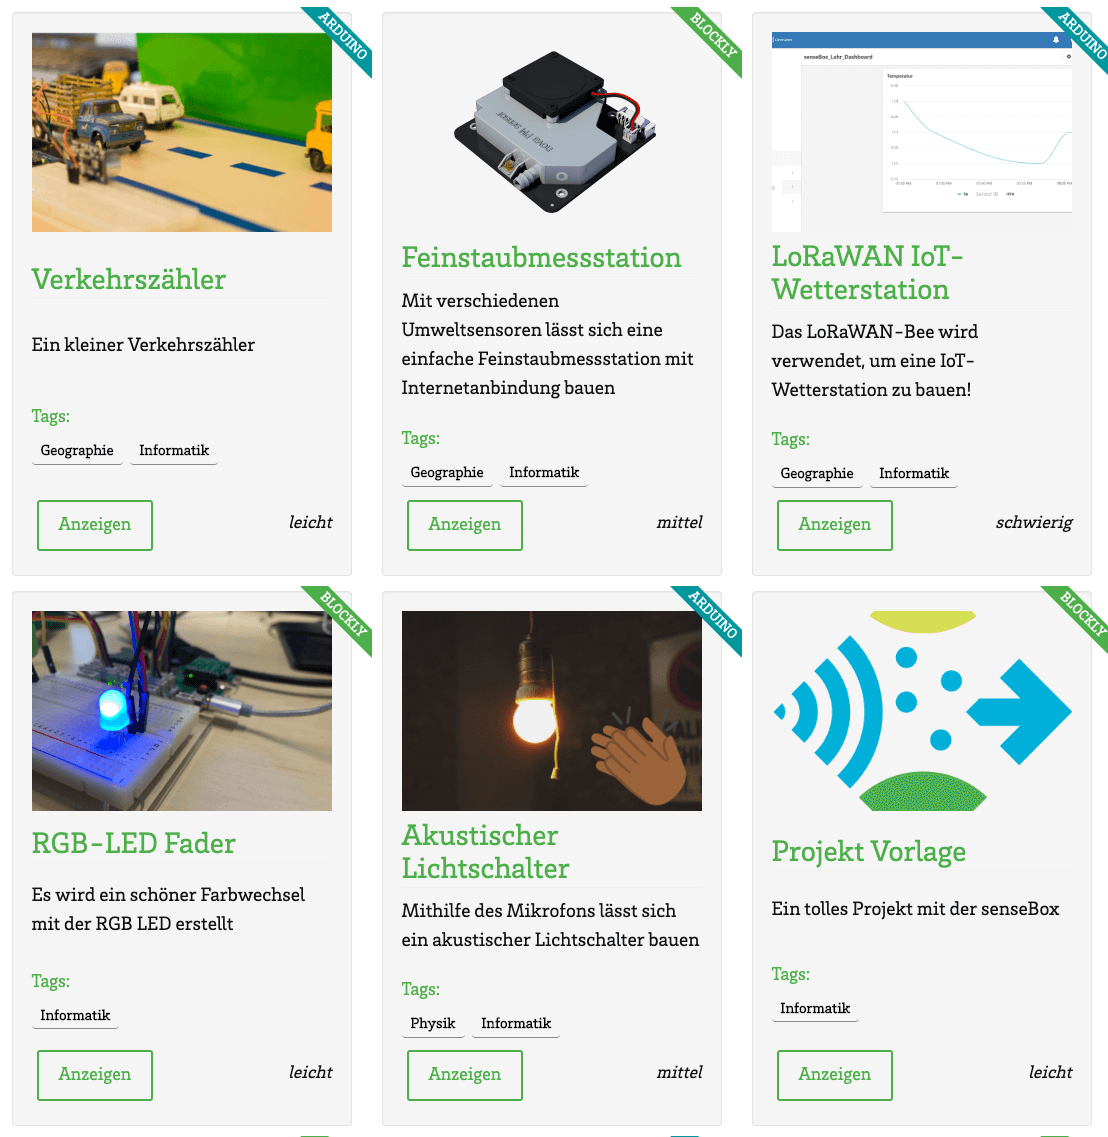 ARDUINO
Verkehrszähler
Ein kleiner Verkehrszähler
Tags:
Geographie Informatik
Anzeigen
leicht
BLOCKLY
nova PM sensor
Feinstaubmessstation
Mit verschiedenen
Umweltsensoren lässt sich eine
einfache Feinstaubmessstation mit
Internetanbindung bauen
Tags:
Geographie Informatik
Anzeigen
mittel
ARDUINO
senseBox_Lahr_Dashboard
Temperatur
LoRaWAN IoT-
Wetterstation
Das LoRaWAN-Bee wird
verwendet, um eine IoT-
Wetterstation zu bauen!
Tags:
Geographie Informatik
Anzeigen
schwierig
BLOCKLY
RGB-LED Fader
Es wird ein schöner Farbwechsel
mit der RGB LED erstellt
Tags:
Informatik
Anzeigen
leicht
ARDUINO
Akustischer
Lichtschalter
Mithilfe des Mikrofons lässt sich
ein akustischer Lichtschalter bauen
Tags:
Physik Informatik
Anzeigen
mittel
BLOCKLY
Projekt Vorlage
Ein tolles Projekt mit der senseBox
Tags:
Informatik
Anzeigen
leicht